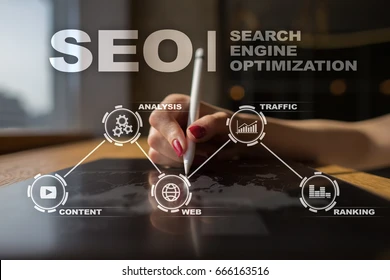 SEO
SEARCH
ENGINE
OPTIMIZATION
ANALYSIS
TRAFFIC
CONTENT
WEB
RANKING
shutterstock.com · 666163516